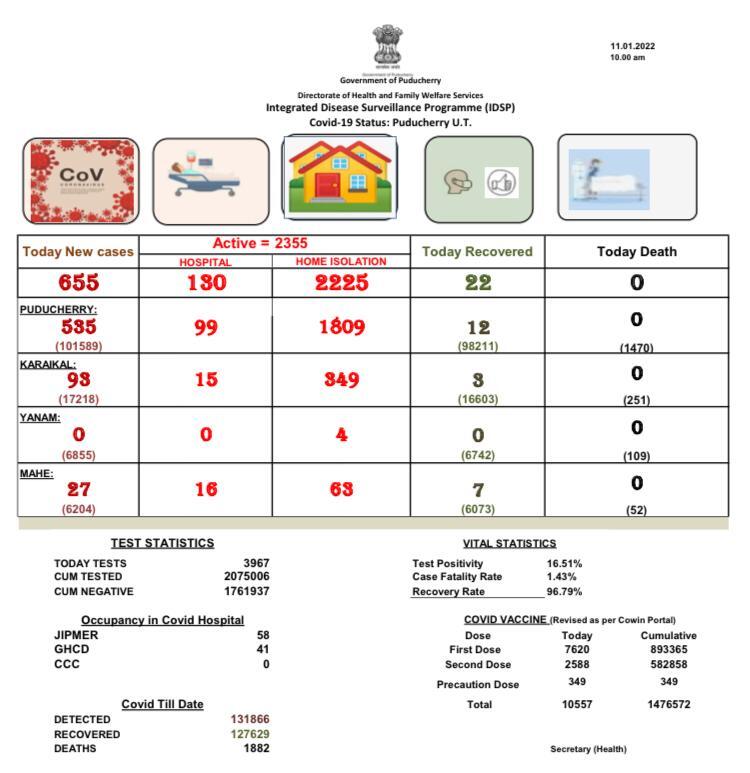 11.01.2022
10.00 am
Government of Puducherry
Directorate of Health and Family Welfare Services
Integrated Disease Surveillance Programme (IDSP)
Covid-19 Status: Puducherry U.T.
CoV
CORONAVIRUS
Today New cases
Active = 2355
HOSPITAL
HOME ISOLATION
Today Recovered
Today Death
655 130 2225 22 0
PUDUCHERRY:
535 99 1809 12 0
(101589) (98211) (1470)
KARAIKAL:
93 15 349 3 0
(17218) (16603) (251)
YANAM:
0 0 4 0 0
(6855) (6742) (109)
MAHE:
27 16 63 7 0
(6204) (6073) (52)
TEST STATISTICS
TODAY TESTS 3967
CUM TESTED 2075006
CUM NEGATIVE 1761937
VITAL STATISTICS
Test Positivity 16.51%
Case Fatality Rate 1.43%
Recovery Rate 96.79%
Occupancy in Covid Hospital
JIPMER 58
GHCD 41
CCC 0
COVID VACCINE (Revised as per Cowin Portal)
Dose Today Cumulative
First Dose 7620 893365
Second Dose 2588 582858
Precaution Dose 349 349
Total 10557 1476572
Covid Till Date
DETECTED 131866
RECOVERED 127629
DEATHS 1882
Secretary (Health)